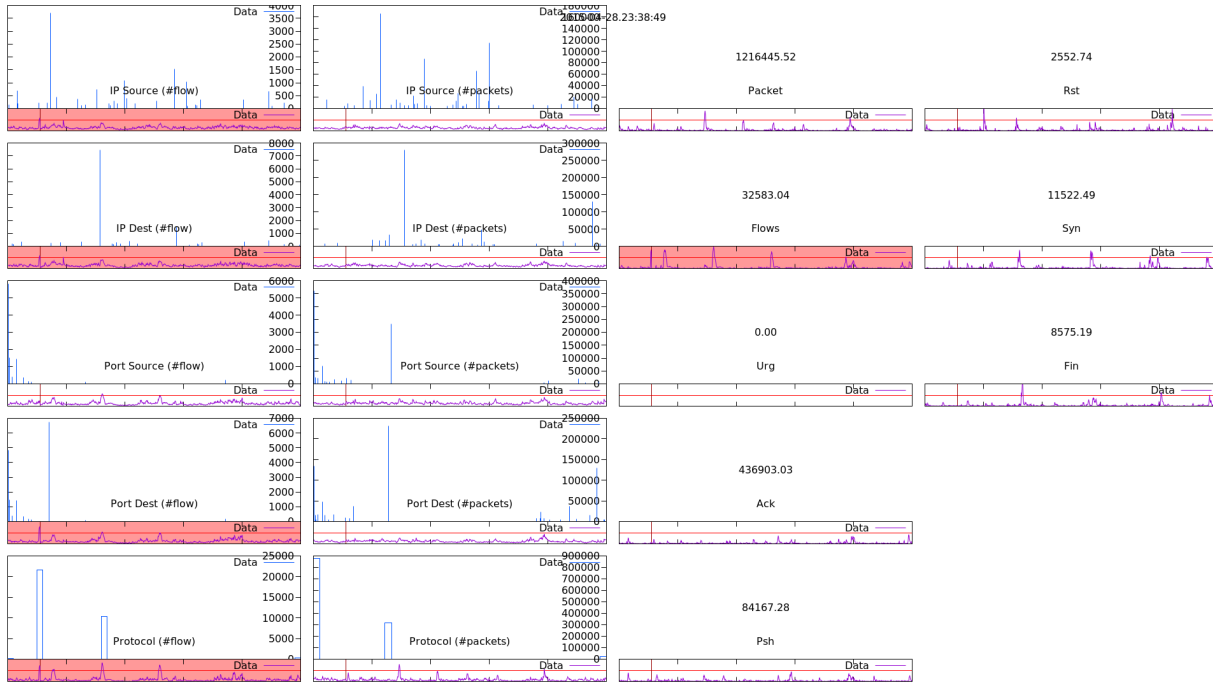 Data
4000
3500
3000
2500
2000
1500
1000
500
0
IP Source (#flow)
Data
Data
180000
160000
140000
120000
100000
80000
60000
40000
20000
0
IP Source (#packets)
Data
1216445.52
Packet
Data
2552.74
Rst
Data
Data
8000
7000
6000
5000
4000
3000
2000
1000
0
IP Dest (#flow)
Data
Data
300000
250000
200000
150000
100000
50000
0
IP Dest (#packets)
Data
32583.04
Flows
Data
11522.49
Syn
Data
Data
6000
5000
4000
3000
2000
1000
0
Port Source (#flow)
Data
Data
400000
350000
300000
250000
200000
150000
100000
50000
0
Port Source (#packets)
Data
0.00
Urg
Data
8575.19
Fin
Data
Data
7000
6000
5000
4000
3000
2000
1000
0
Port Dest (#flow)
Data
Data
250000
200000
150000
100000
50000
0
Port Dest (#packets)
Data
436903.03
Ack
Data
Data
25000
20000
15000
10000
5000
0
Protocol (#flow)
Data
Data
900000
800000
700000
600000
500000
400000
300000
200000
100000
0
Protocol (#packets)
Data
84167.28
Psh
Data